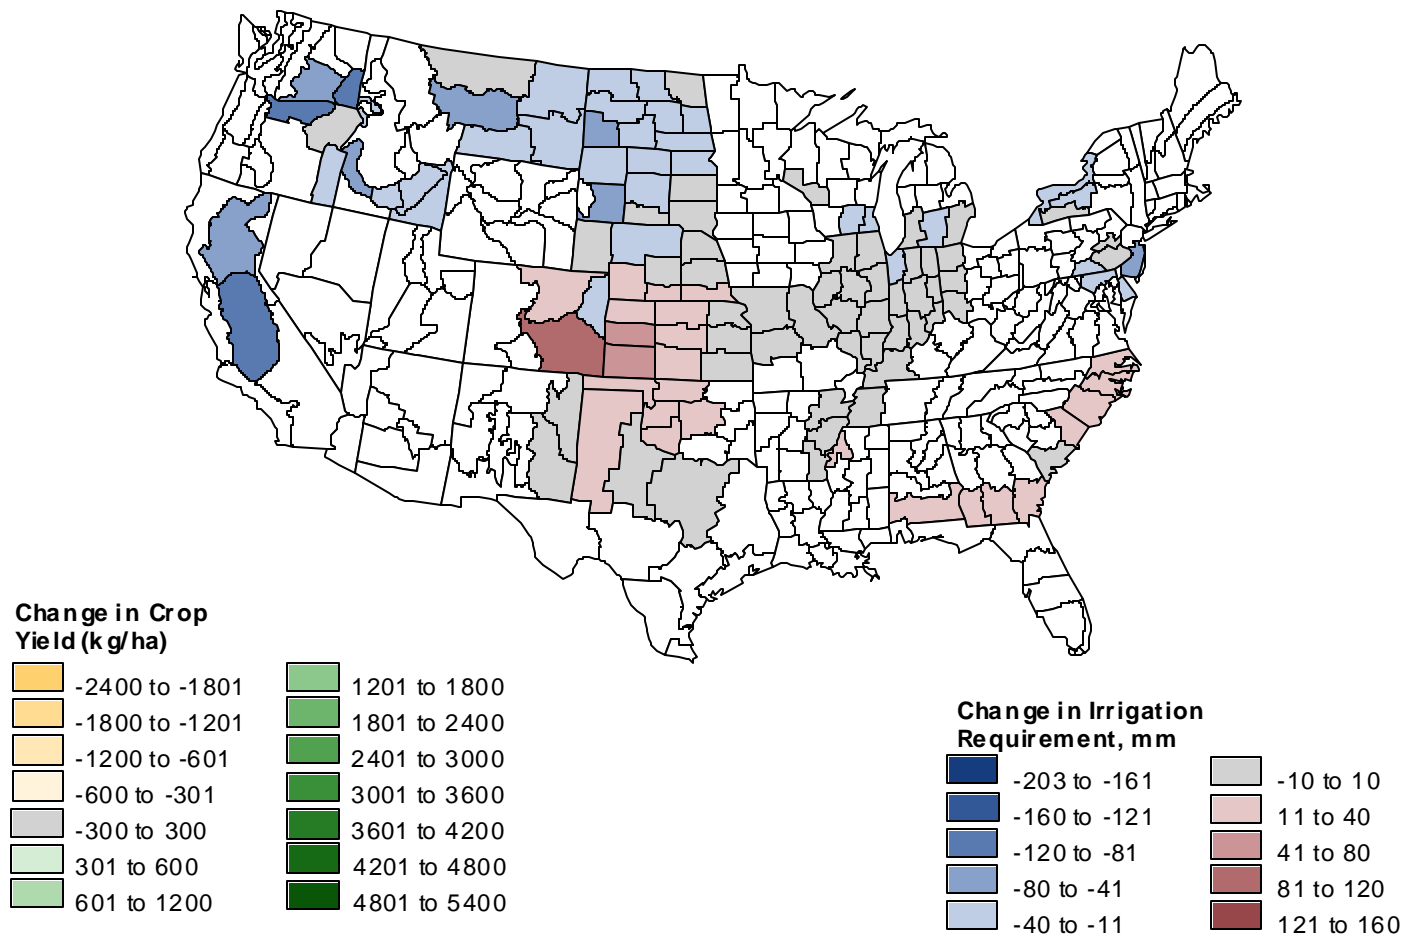 Change in Crop
Yield (kg/ha)
-2400 to -1801
-1800 to -1201
-1200 to -601
-600 to -301
-300 to 300
301 to 600
601 to 1200
1201 to 1800
1801 to 2400
2401 to 3000
3001 to 3600
3601 to 4200
4201 to 4800
4801 to 5400
Change in Irrigation
Requirement, mm
-203 to -161
-160 to -121
-120 to -81
-80 to -41
-40 to -11
-10 to 10
11 to 40
41 to 80
81 to 120
121 to 160